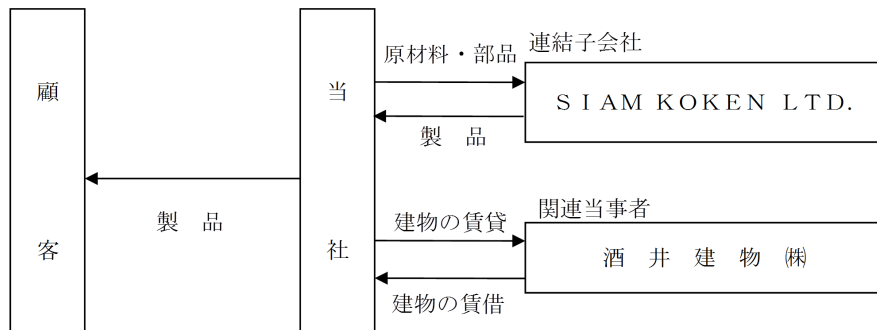 顧客
製品
当社
原材料・部品
連結子会社
ＳＩＡＭ ＫＯＫＥＮ ＬＴＤ.
製品
関連当事者
建物の賃貸
酒井建物㈱
建物の賃借